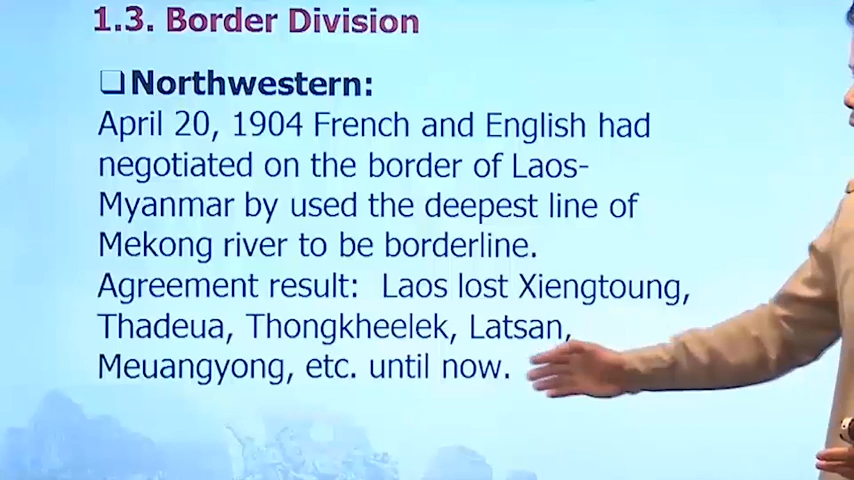 1.3. Border Division
❑Northwestern:
April 20, 1904 French and English had
negotiated on the border of Laos-
Myanmar by used the deepest line of
Mekong river to be borderline.
Agreement result: Laos lost Xiengtoung,
Thadeua, Thongkheelek, Latsan,
Meuangyong, etc. until now.